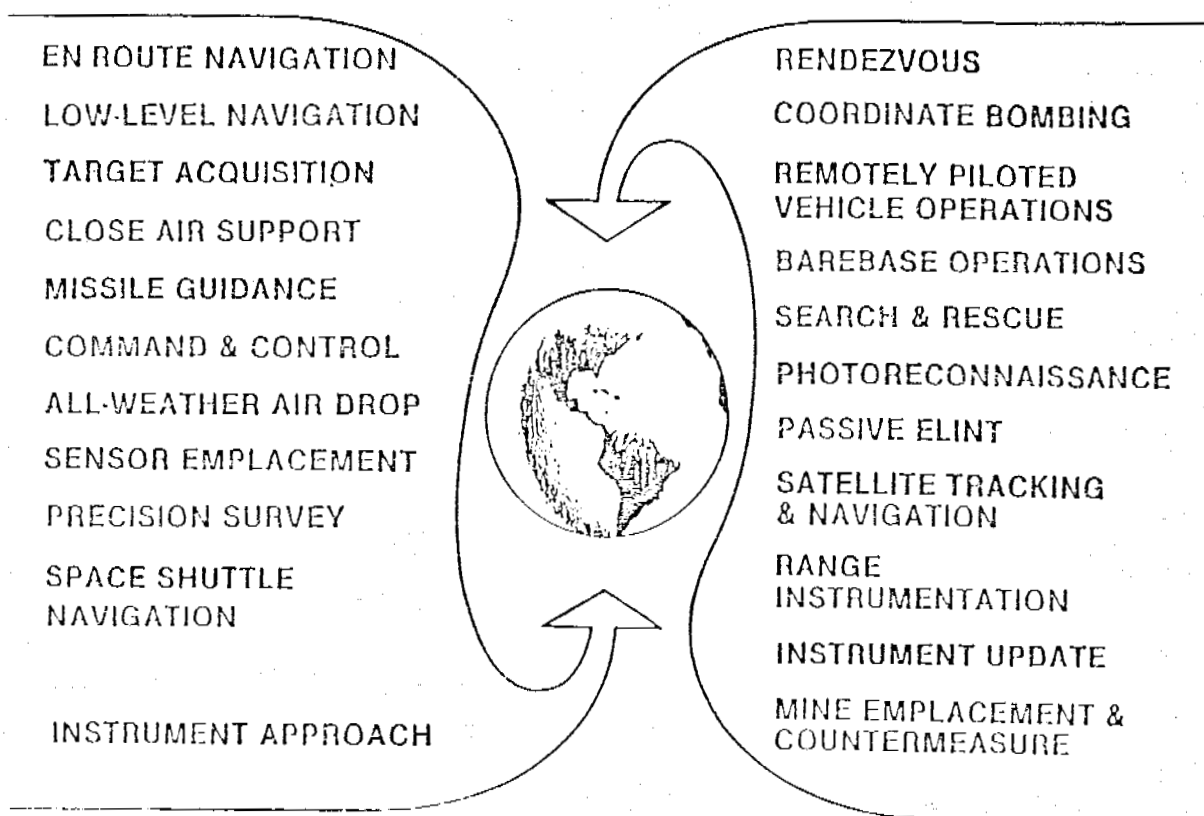 EN ROUTE NAVIGATION
LOW-LEVEL NAVIGATION
TARGET ACQUISITION
CLOSE AIR SUPPORT
MISSILE GUIDANCE
COMMAND & CONTROL
ALL-WEATHER AIR DROP
SENSOR EMPLACEMENT
PRECISION SURVEY
SPACE SHUTTLE
NAVIGATION
INSTRUMENT APPROACH
RENDEZVOUS
COORDINATE BOMBING
REMOTELY PILOTED
VEHICLE OPERATIONS
BAREBASE OPERATIONS
SEARCH & RESCUE
PHOTORECONNAISSANCE
PASSIVE ELINT
SATELLITE TRACKING
& NAVIGATION
RANGE
INSTRUMENTATION
INSTRUMENT UPDATE
MINE EMPLACEMENT &
COUNTERMEASURE